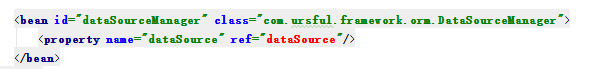 <bean id="dataSourceManager" class="com.ursful.framework.orm.DataSourceManager">
    <property name="dataSource" ref="dataSource"/>
</bean>